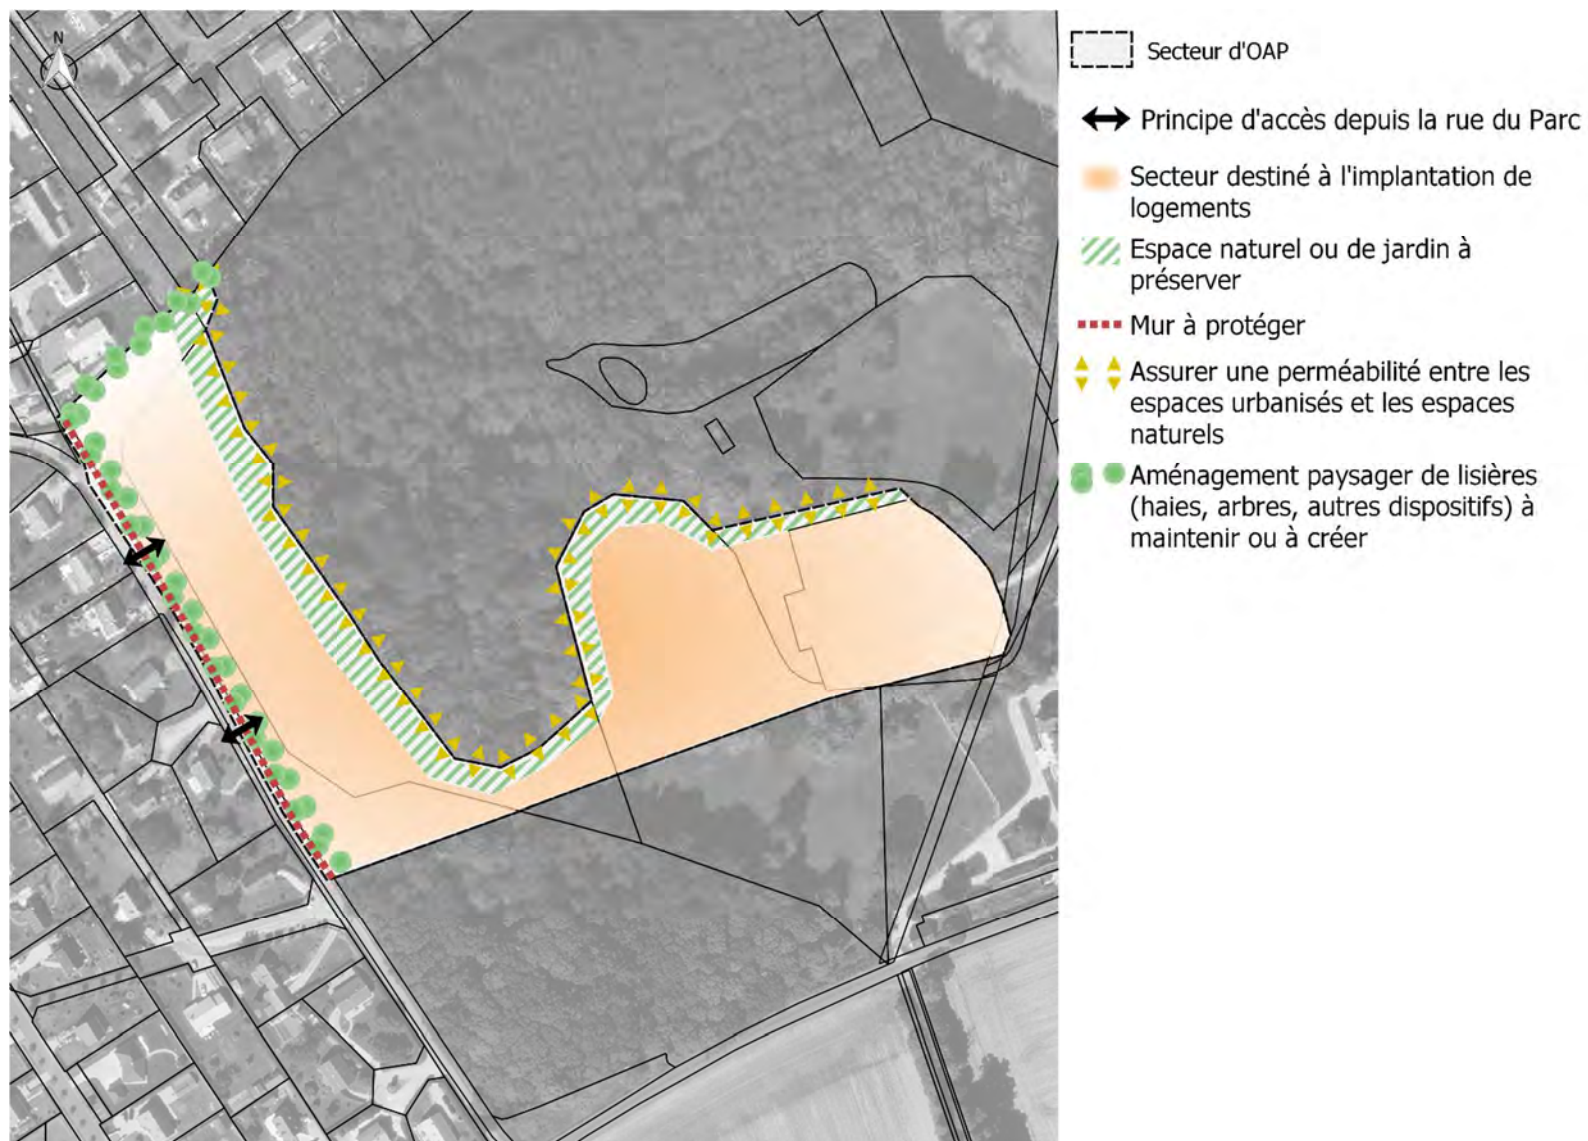 N
Secteur d'OAP
Principe d'accès depuis la rue du Parc
Secteur destiné à l'implantation de
logements
Espace naturel ou de jardin à
préserver
Mur à protéger
Assurer une perméabilité entre les
espaces urbanisés et les espaces
naturels
Aménagement paysager de lisières
(haies, arbres, autres dispositifs) à
maintenir ou à créer